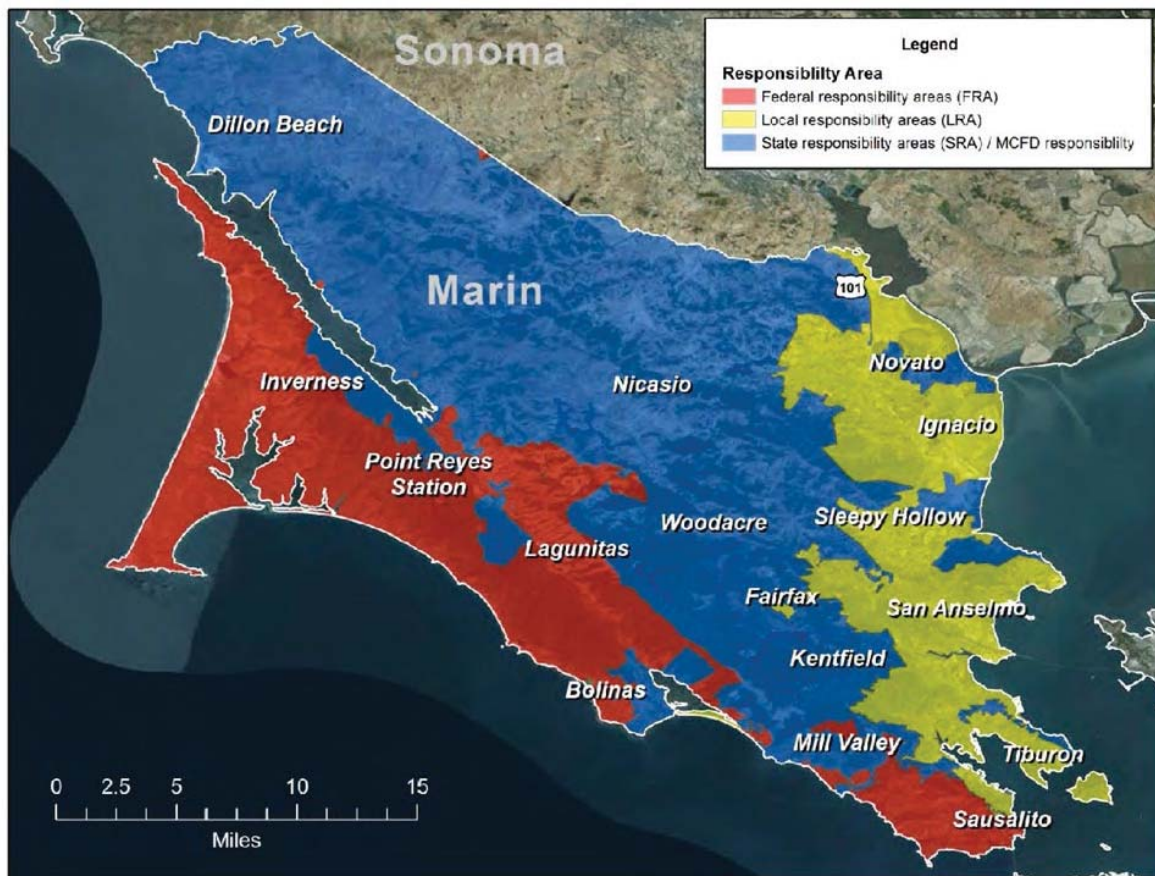 Sonoma
Legend
Responsiblilty Area
Federal responsibility areas (FRA)
Local responsibility areas (LRA)
State responsibility areas (SRA) / MCFD responsiblilty
Dillon Beach
Marin
101
Novato
Inverness
Nicasio
Ignacio
Point Reyes
Station
Woodacre
Sleepy Hollow
Lagunitas
Fairfax
San Anselmo
Kentfield
Bolinas
Mill Valley
Tiburon
Sausalito
0 2.5 5 10 15
Miles